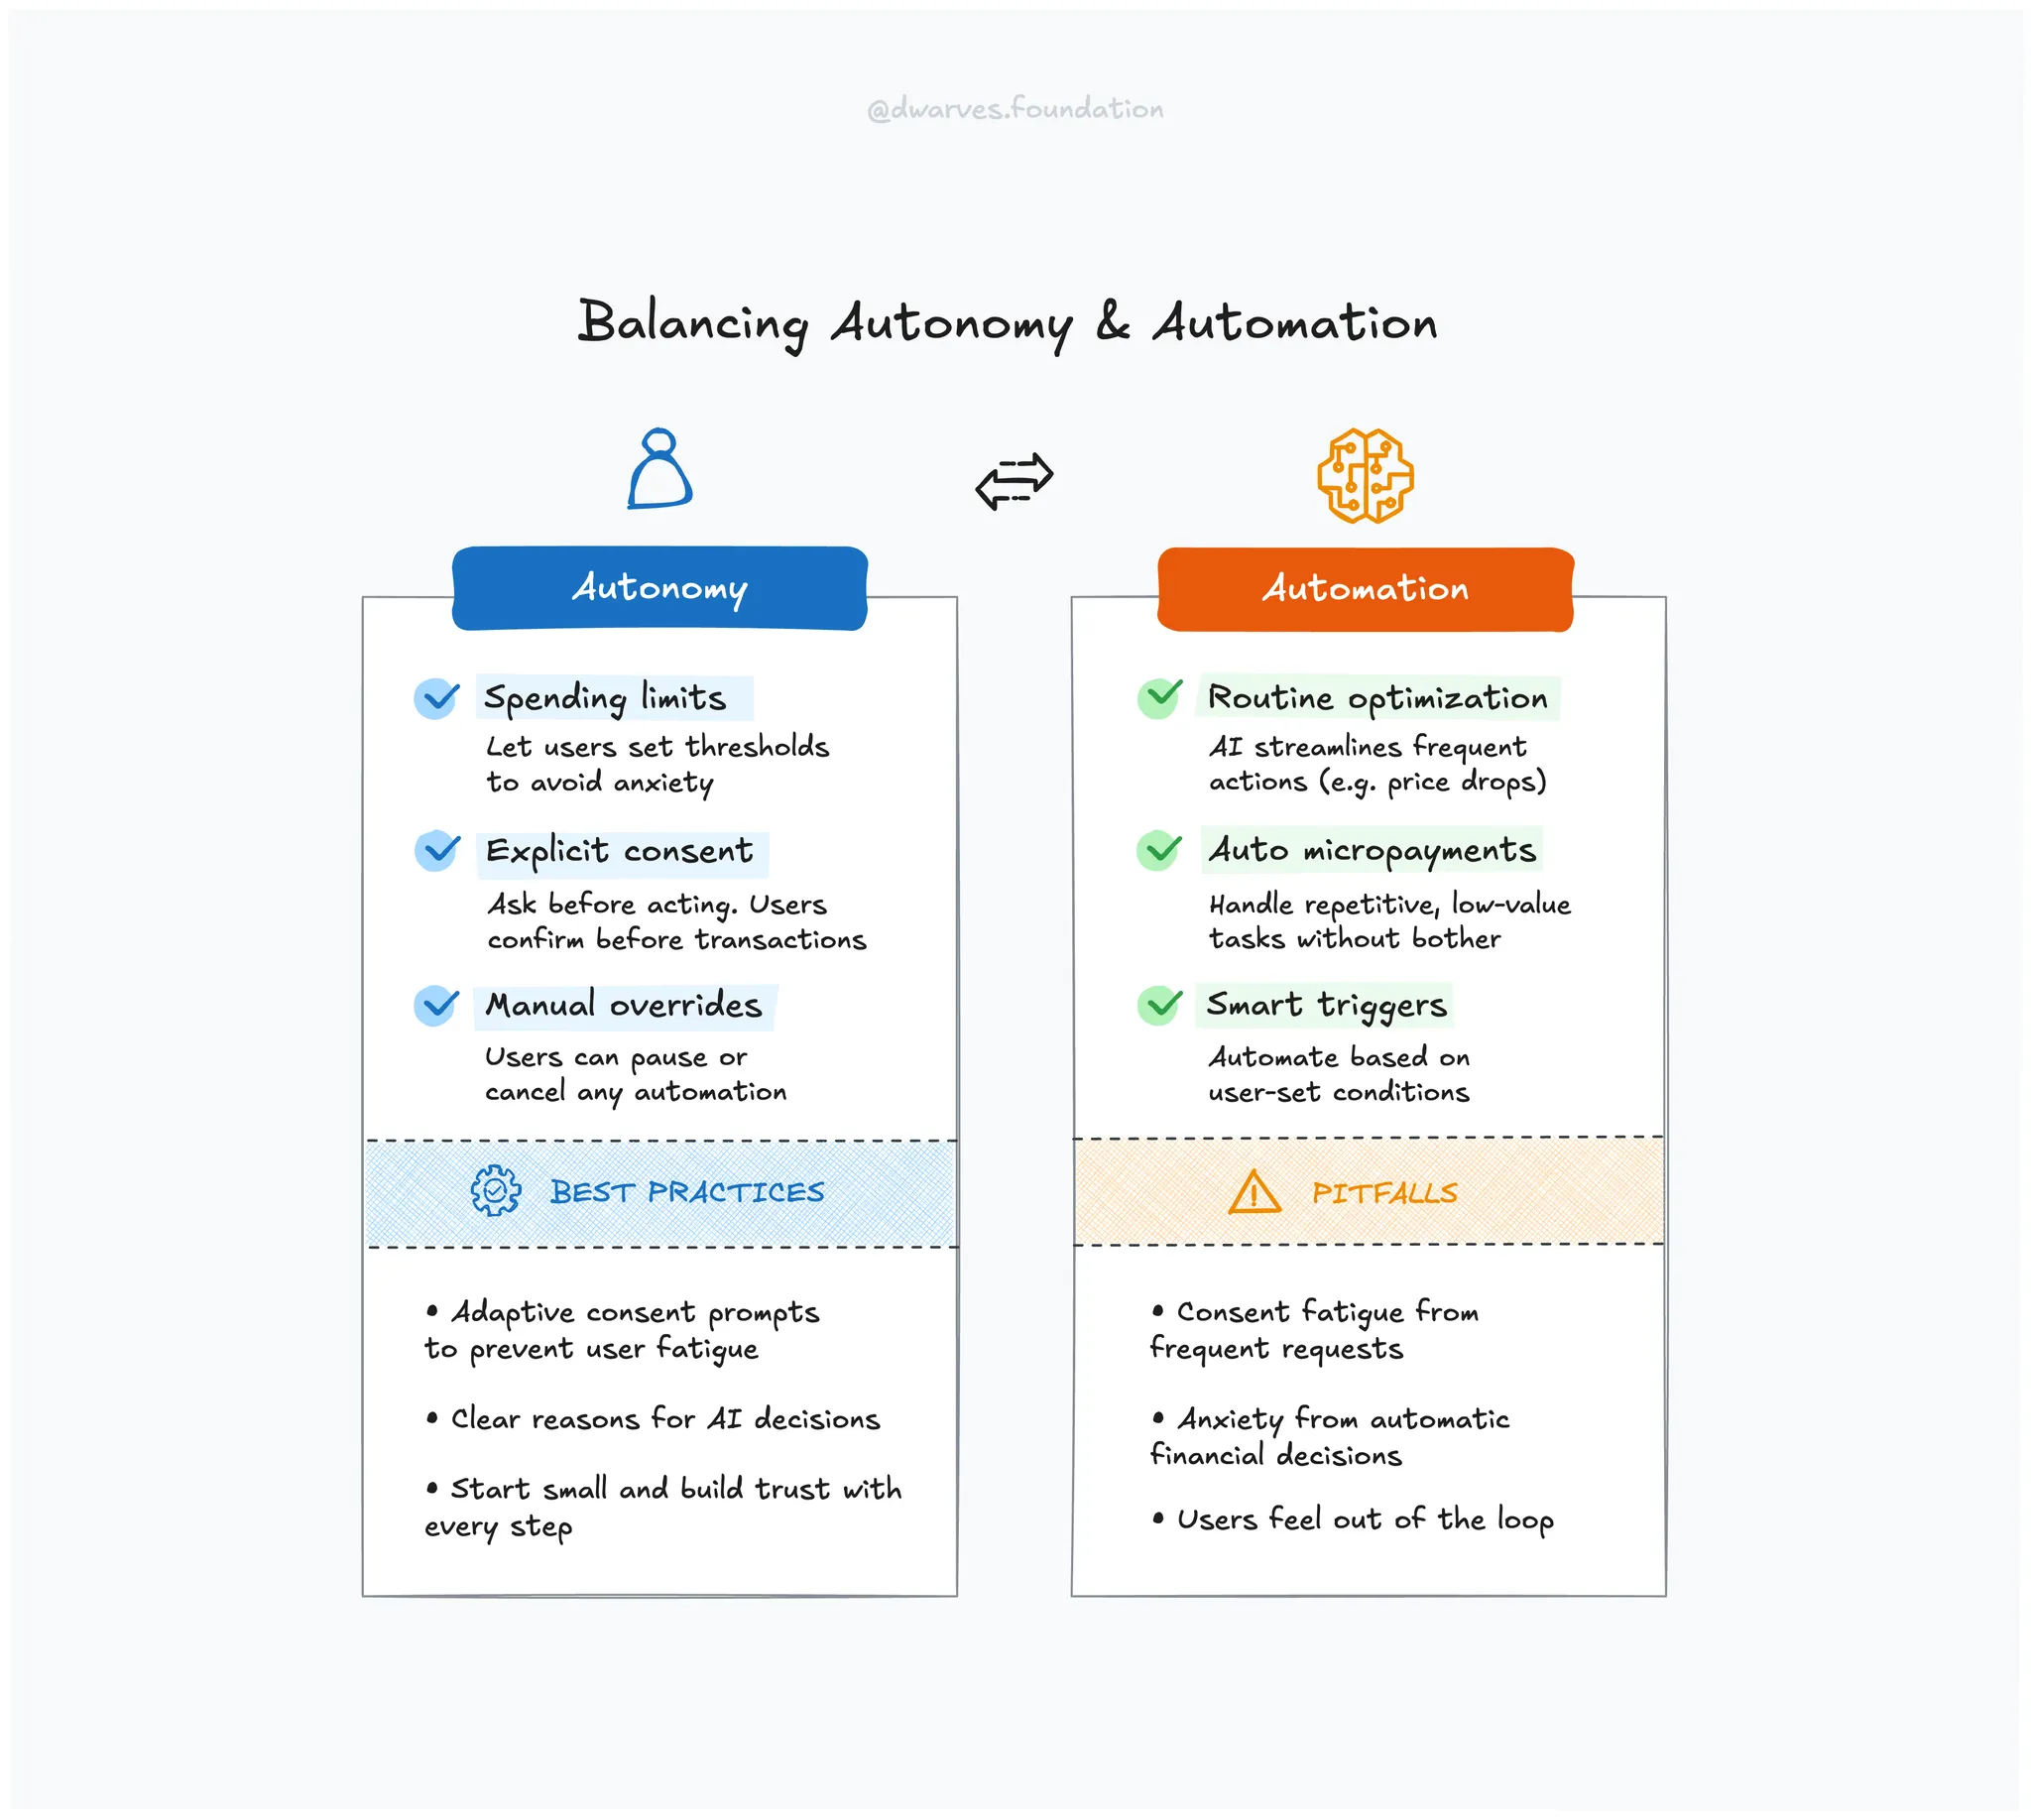 @dwarves.foundation
Balancing Autonomy & Automation
Autonomy
Spending limits
Let users set thresholds
to avoid anxiety
Explicit consent
Ask before acting. Users
confirm before transactions
Manual overrides
Users can pause or
cancel any automation
BEST PRACTICES
• Adaptive consent prompts
to prevent user fatigue
• Clear reasons for AI decisions
• Start small and build trust with
every step
Automation
Routine optimization
AI streamlines frequent
actions (e.g. price drops)
Auto micropayments
Handle repetitive, low-value
tasks without bother
Smart triggers
Automate based on
user-set conditions
PITFALLS
• Consent fatigue from
frequent requests
• Anxiety from automatic
financial decisions
• Users feel out of the loop